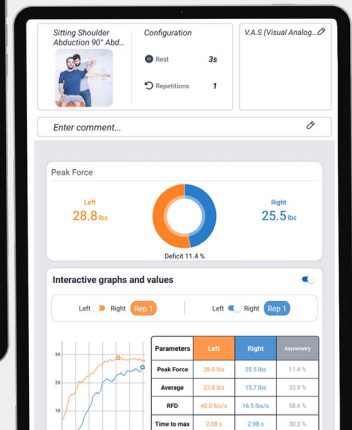 Sitting Shoulder
Abduction 90° Abd...
Configuration
Rest 3s
Repetitions 1
V.A.S (Visual Analog...
Enter comment...
Peak Force
Left
28.8 lbs
Right
25.5 lbs
Deficit 11.4 %
Interactive graphs and values
Left Right Rep 1
Left Right Rep 1
30
20
10
Parameters Left Right Asymmetry
Peak Force 28.8 lbs 25.5 lbs 11.4 %
Average 23.8 lbs 15.7 lbs 33.9 %
RFD 40.0 lbs/s 16.5 lbs/s 58.6 %
Time to max 2.08 s 2.98 s 30.3 %